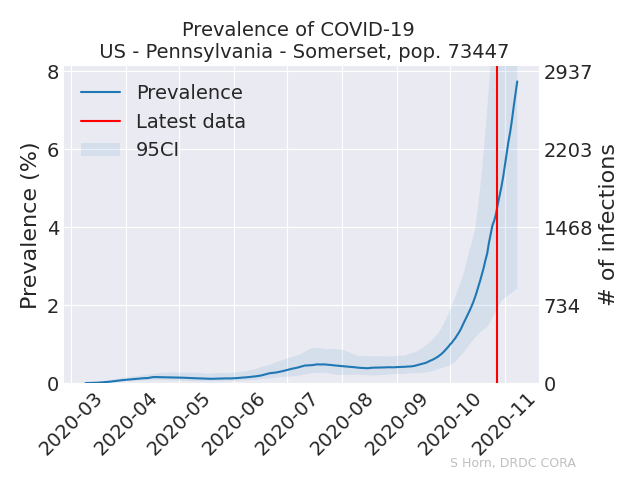 Prevalence of COVID-19
US - Pennsylvania - Somerset, pop. 73447
Prevalence
Latest data
95CI
Prevalence (%)
8
6
4
2
0
2937
2203
1468
734
0
# of infections
2020-03
2020-04
2020-05
2020-06
2020-07
2020-08
2020-09
2020-10
2020-11
S Horn, DRDC CORA